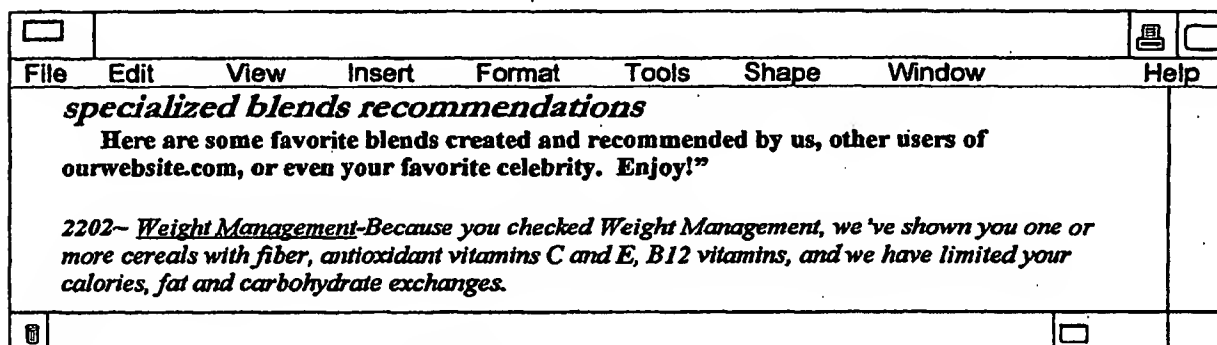 File Edit View Insert Format Tools Shape Window Help
specialized blends recommendations
Here are some favorite blends created and recommended by us, other users of
ourwebsite.com, or even your favorite celebrity. Enjoy!”
2202~ Weight Management-Because you checked Weight Management, we've shown you one or
more cereals with fiber, antioxidant vitamins C and E, B12 vitamins, and we have limited your
calories, fat and carbohydrate exchanges.